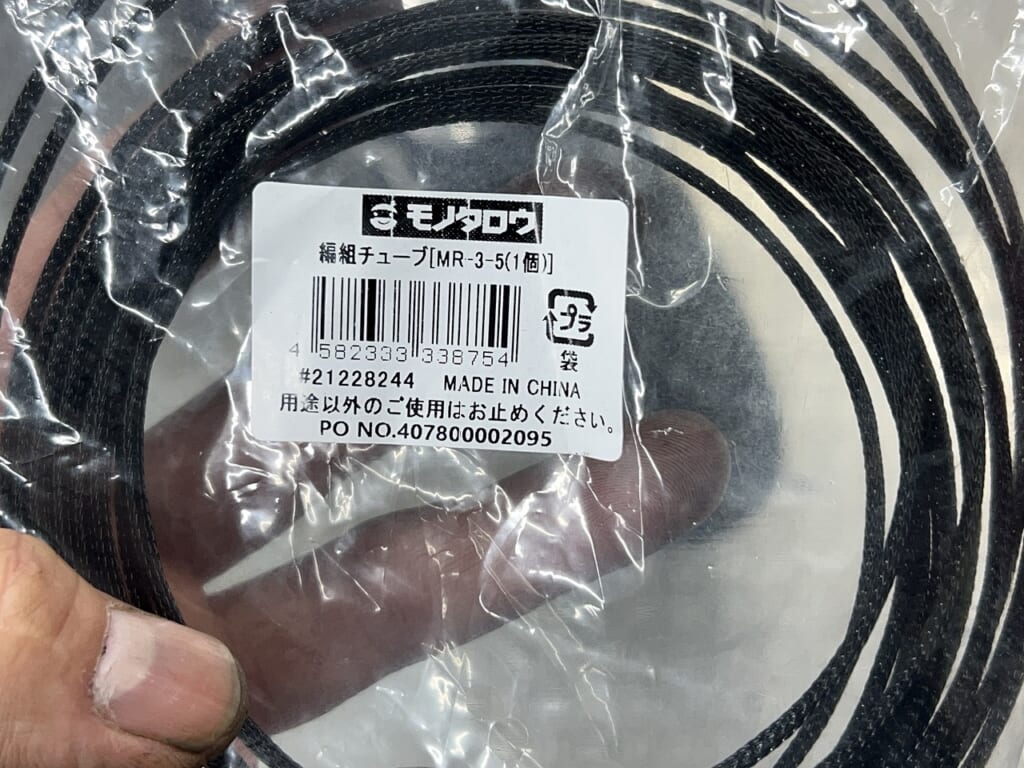 モノタロウ
編組チューブ[MR-3-5(1個)]
プラ
袋
4 582333 338754
#21228244 MADE IN CHINA
用途以外のご使用はお止めください。
PO NO.407800002095